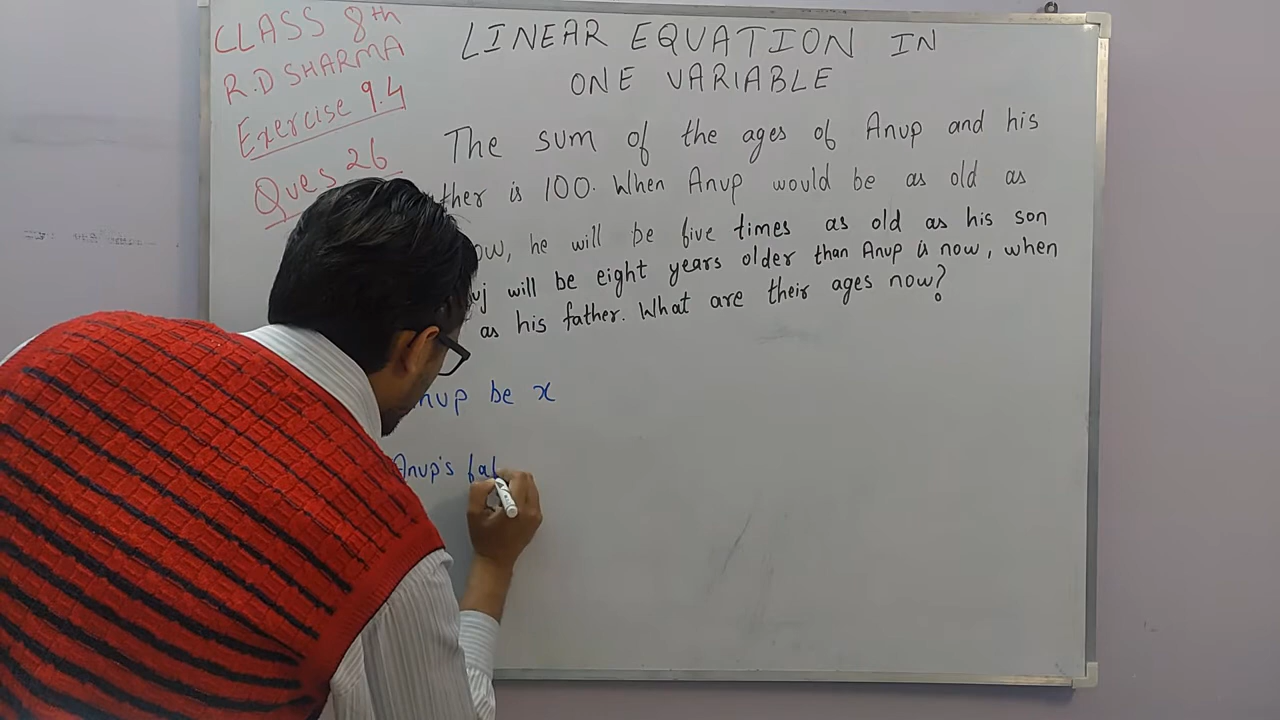 CLASS 8th
R.D SHARMA
Exercise 9.4
Ques 26
LINEAR EQUATION IN
ONE VARIABLE
The sum of the ages of Anup and his
ther is 100. When Anup would be as old as
ow, he will be five times as old as his son
uj will be eight years older than Anup is now, when
as his father. What are their ages now?
nup be x
Anup's fat